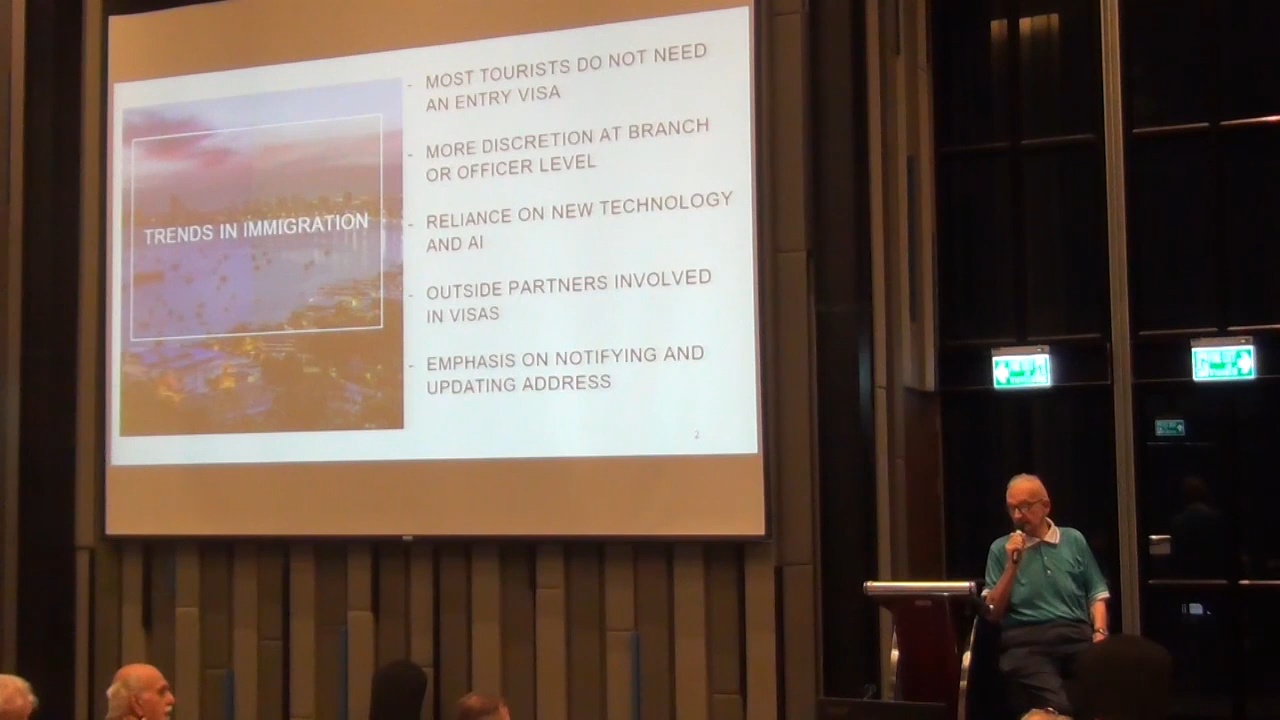 TRENDS IN IMMIGRATION
- MOST TOURISTS DO NOT NEED
AN ENTRY VISA
- MORE DISCRETION AT BRANCH
OR OFFICER LEVEL
- RELIANCE ON NEW TECHNOLOGY
AND AI
- OUTSIDE PARTNERS INVOLVED
IN VISAS
- EMPHASIS ON NOTIFYING AND
UPDATING ADDRESS
2